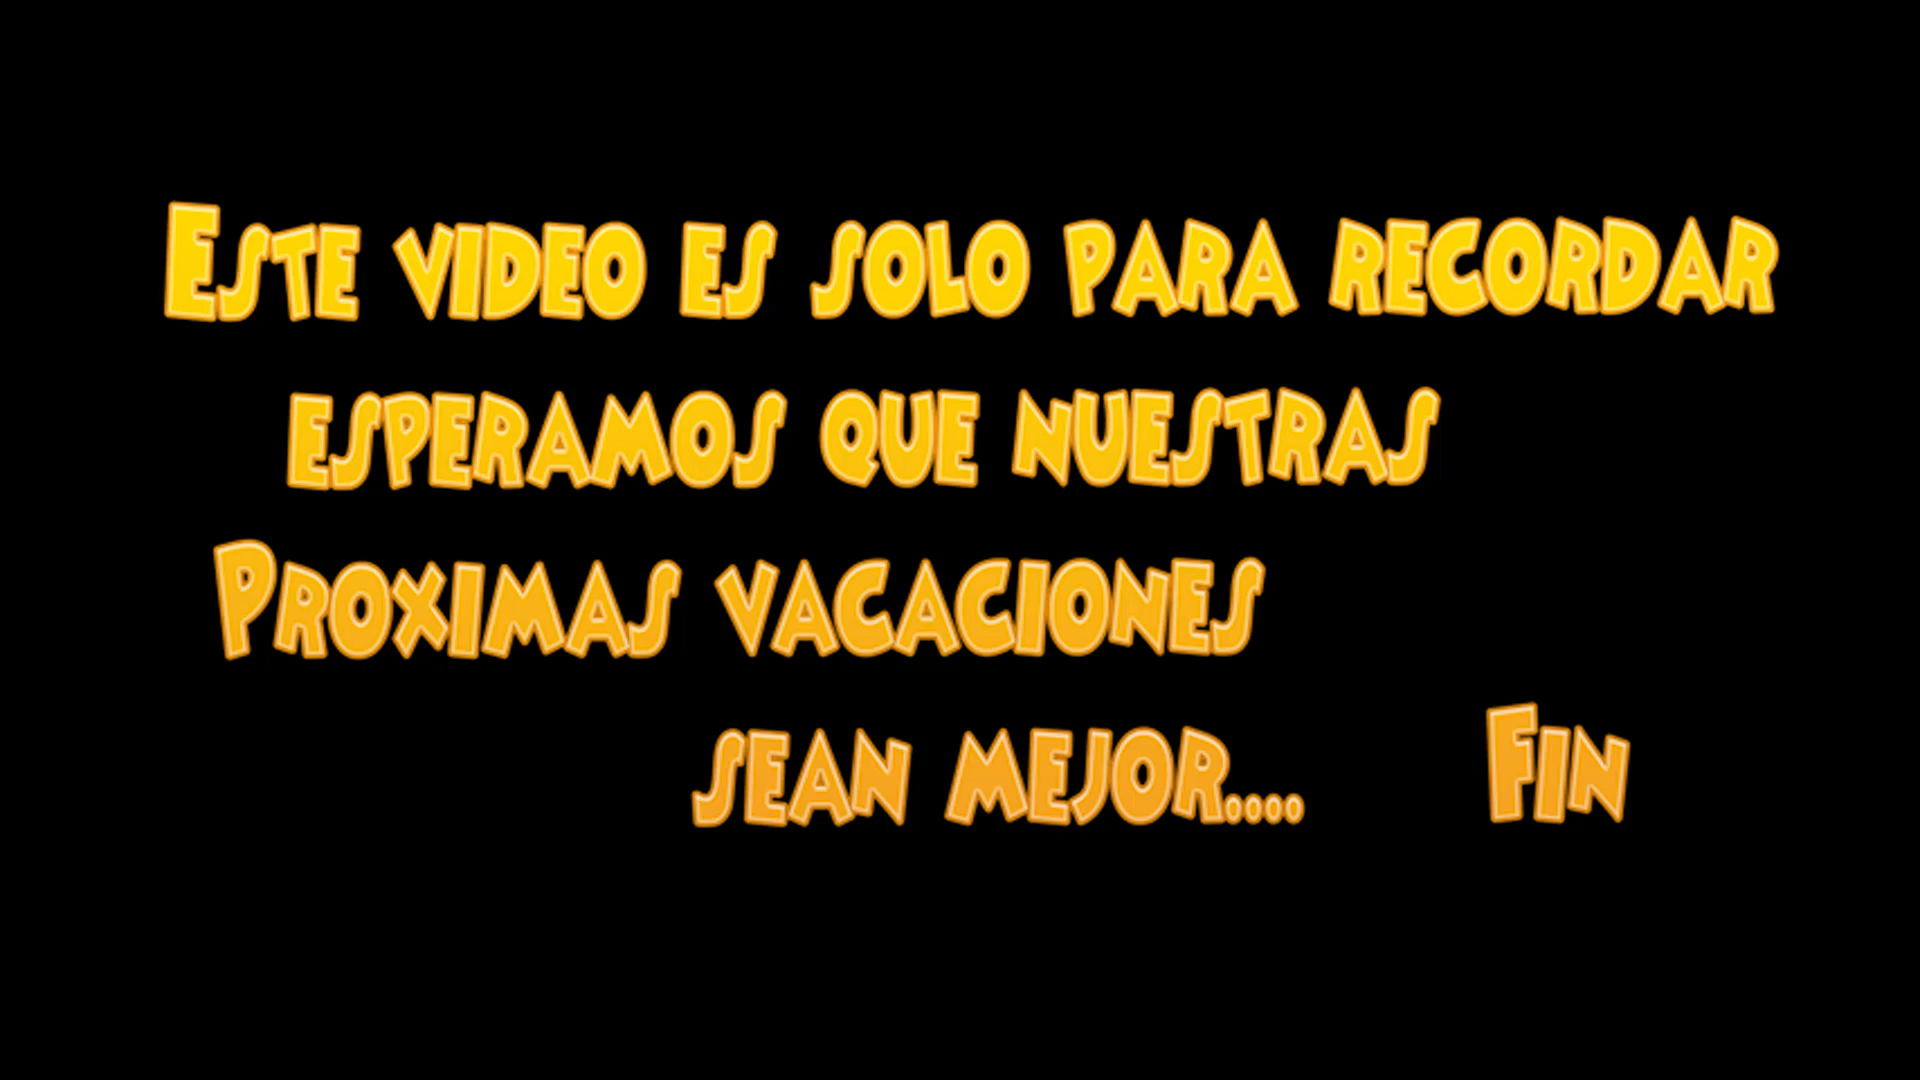 Este video es solo para recordar
esperamos que nuestras
Proximas vacaciones
sean mejor.... Fin